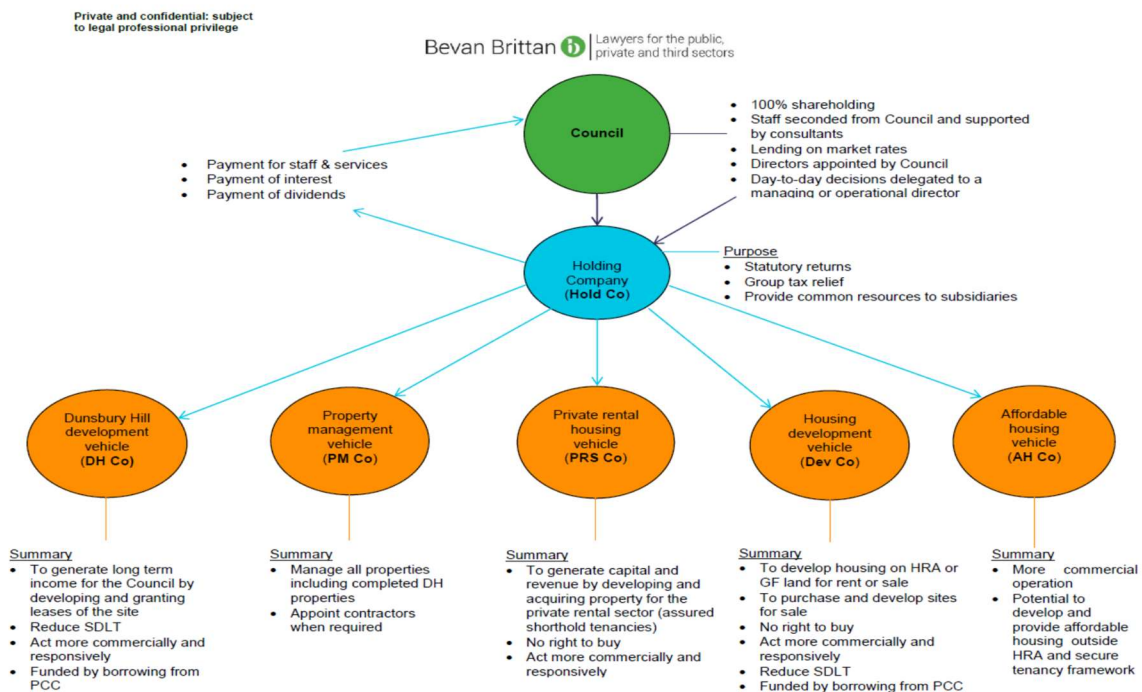 Private and confidential: subject
to legal professional privilege
Bevan Brittan
Lawyers for the public,
private and third sectors
Council
• 100% shareholding
• Staff seconded from Council and supported
by consultants
• Lending on market rates
• Directors appointed by Council
• Day-to-day decisions delegated to a
managing or operational director
• Payment for staff & services
• Payment of interest
• Payment of dividends
Holding
Company
(Hold Co)
Purpose
• Statutory returns
• Group tax relief
• Provide common resources to subsidiaries
Dunsbury Hill
development
vehicle
(DH Co)
Property
management
vehicle
(PM Co)
Private rental
housing
vehicle
(PRS Co)
Housing
development
vehicle
(Dev Co)
Affordable
housing
vehicle
(AH Co)
Summary
• To generate long term
income for the Council by
developing and granting
leases of the site
• Reduce SDLT
• Act more commercially and
responsively
• Funded by borrowing from
PCC
Summary
• Manage all properties
including completed DH
properties
• Appoint contractors
when required
Summary
• To generate capital and
revenue by developing and
acquiring property for the
private rental sector (assured
shorthold tenancies)
• No right to buy
• Act more commercially and
responsively
Summary
• To develop housing on HRA or
GF land for rent or sale
• To purchase and develop sites
for sale
• No right to buy
• Act more commercially and
responsively
• Reduce SDLT
• Funded by borrowing from PCC
Summary
• More commercial
operation
• Potential to
develop and
provide affordable
housing outside
HRA and secure
tenancy framework